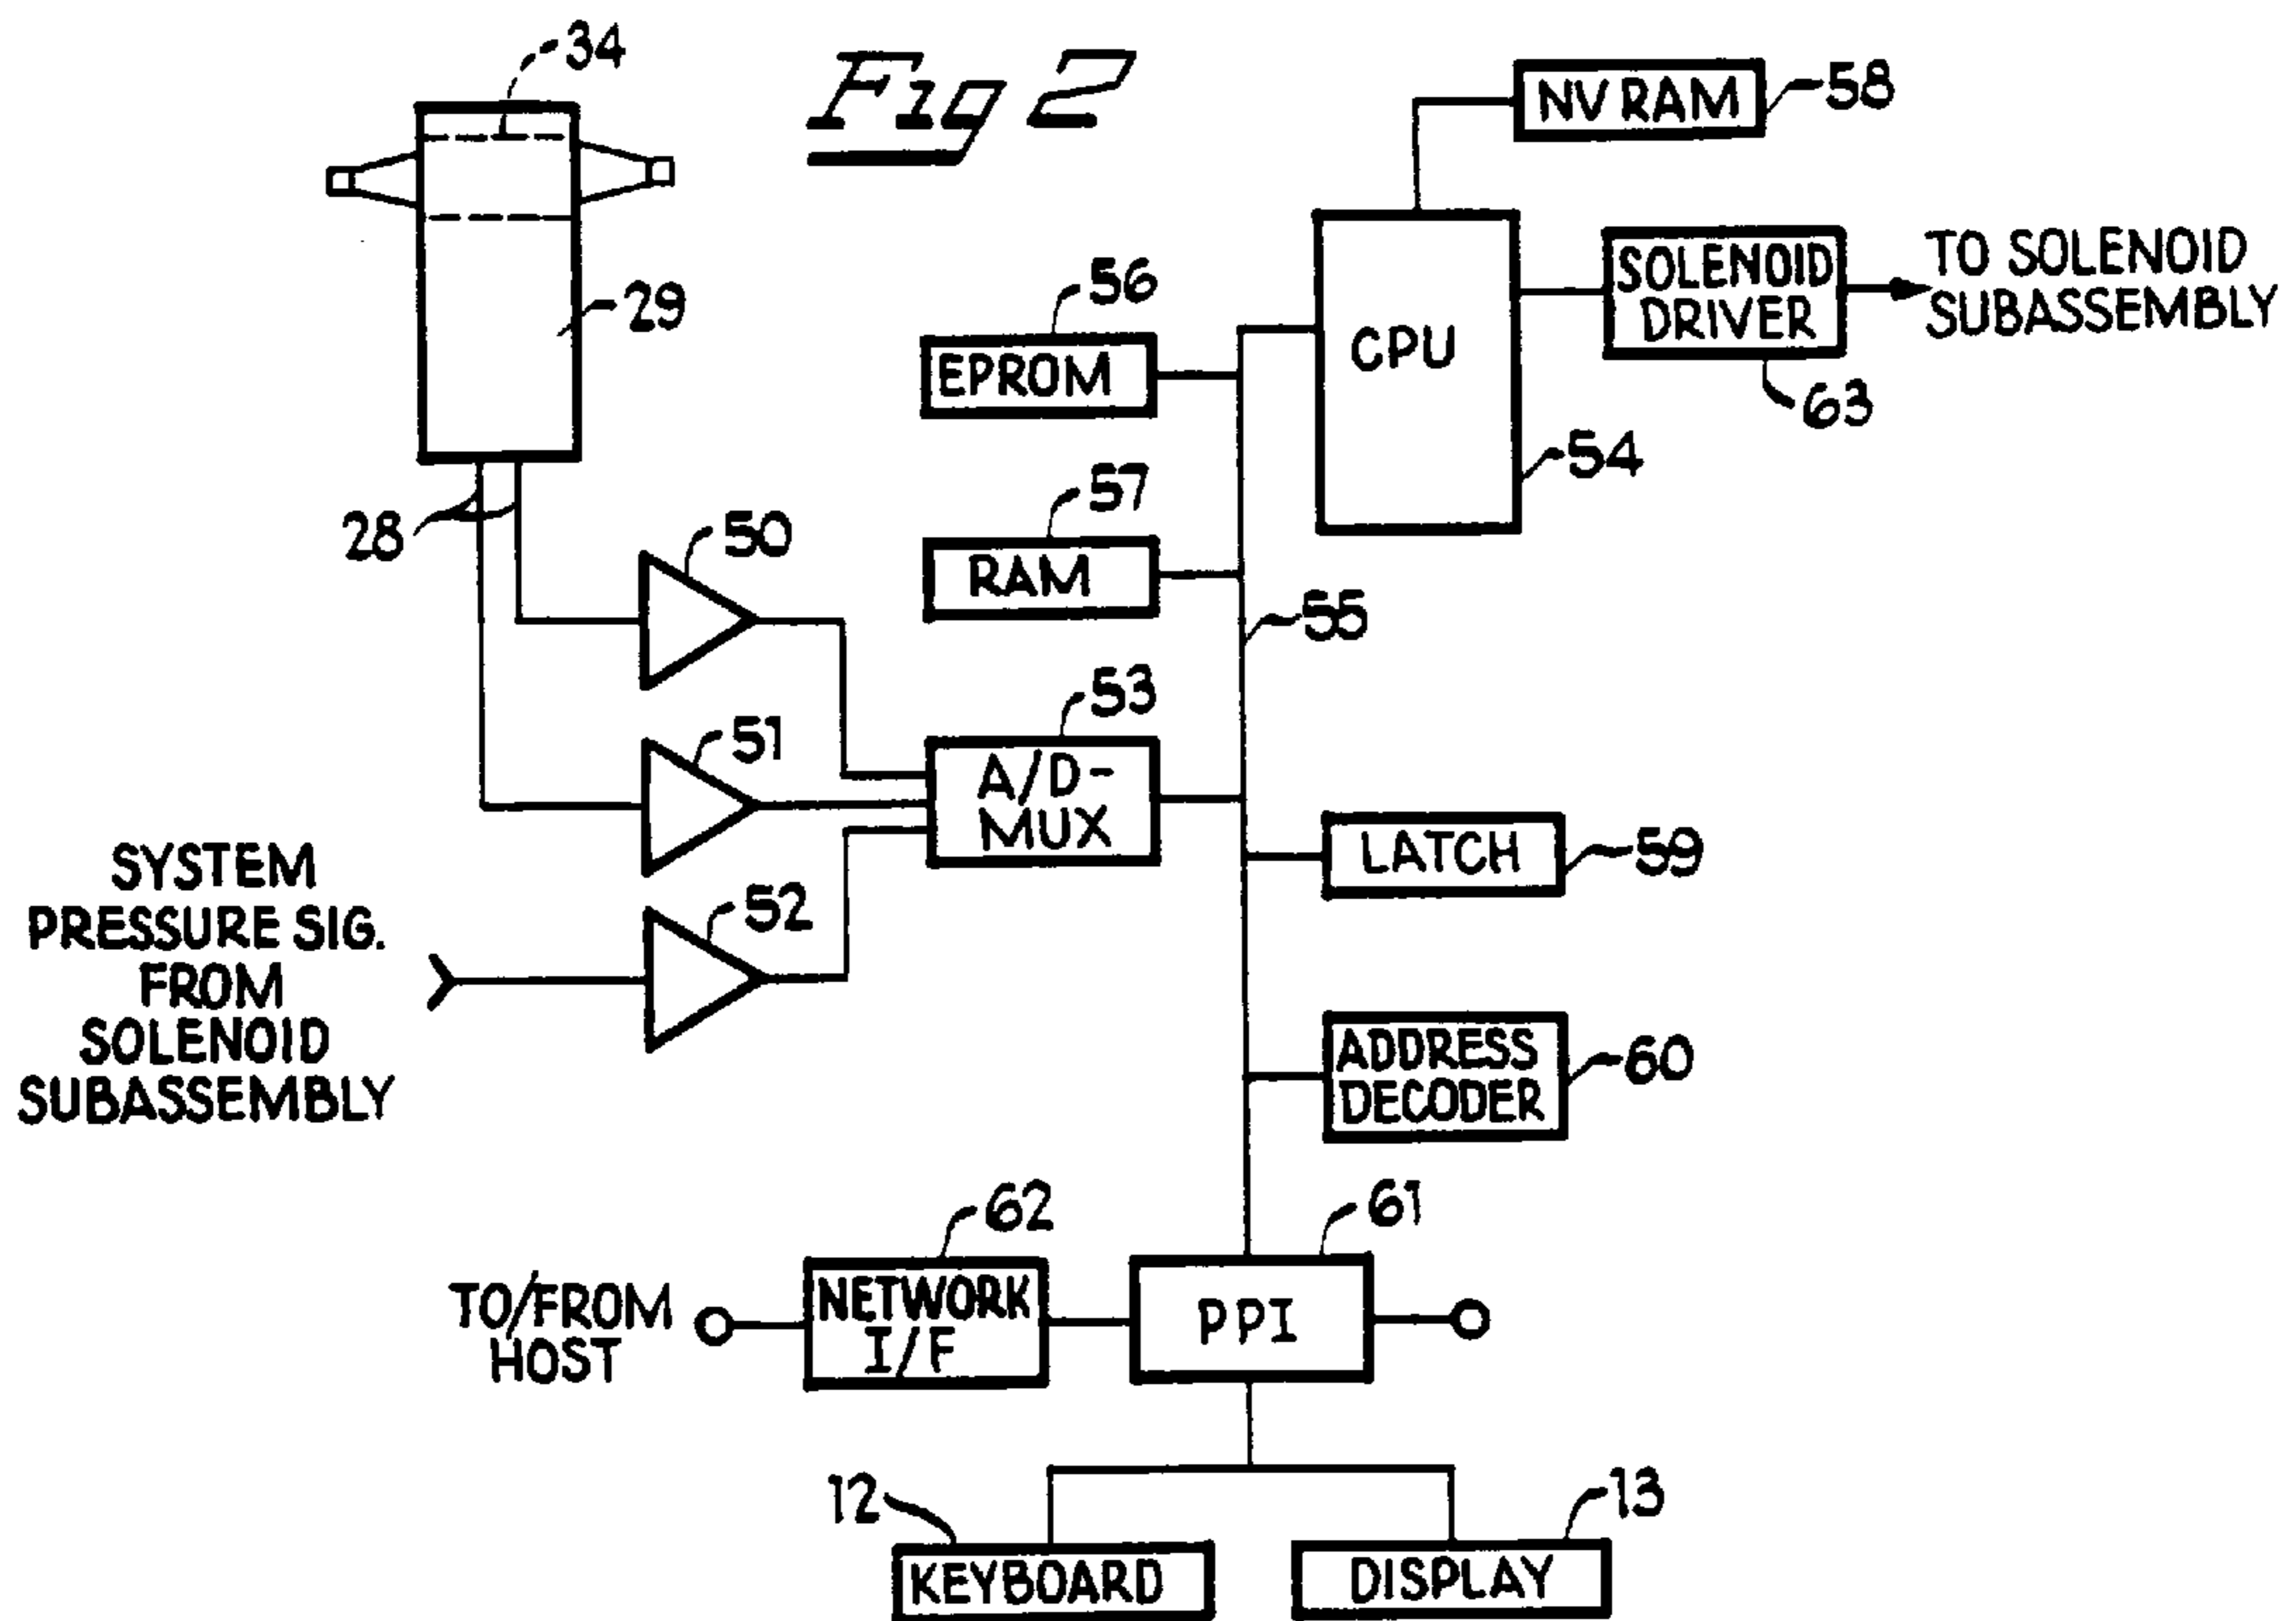 34
Fig 2
NV RAM
58
29
56
EPROM
CPU
SOLENOID
DRIVER
63
TO SOLENOID
SUBASSEMBLY
54
28
50
57
RAM
55
51
53
A/D-
MUX
52
SYSTEM
PRESSURE SIG.
FROM
SOLENOID
SUBASSEMBLY
LATCH
59
ADDRESS
DECODER
60
62
61
TO/FROM
HOST
NETWORK
I/F
PPI
12
13
KEYBOARD
DISPLAY